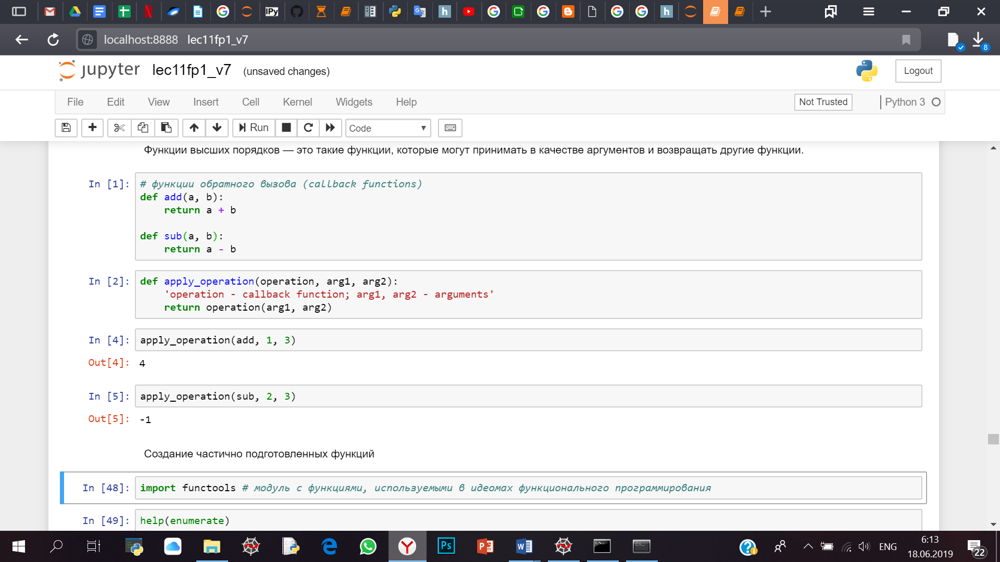 IPy
localhost:8888 lec11fp1_v7
8
jupyter lec11fp1_v7 (unsaved changes)
Logout
File Edit View Insert Cell Kernel Widgets Help
Not Trusted
Python 3
Run
Code
Функции высших порядков — это такие функции, которые могут принимать в качестве аргументов и возвращать другие функции.
In [1]: # функции обратного вызова (callback functions)
def add(a, b):
    return a + b
def sub(a, b):
    return a - b
In [2]: def apply_operation(operation, arg1, arg2):
    'operation - callback function; arg1, arg2 - arguments'
    return operation(arg1, arg2)
In [4]: apply_operation(add, 1, 3)
Out[4]: 4
In [5]: apply_operation(sub, 2, 3)
Out[5]: -1
Создание частично подготовленных функций
In [48]: import functools # модуль с функциями, используемыми в идеомах функционального программирования
In [49]: help(enumerate)
Ps
ENG
6:13
18.06.2019
22